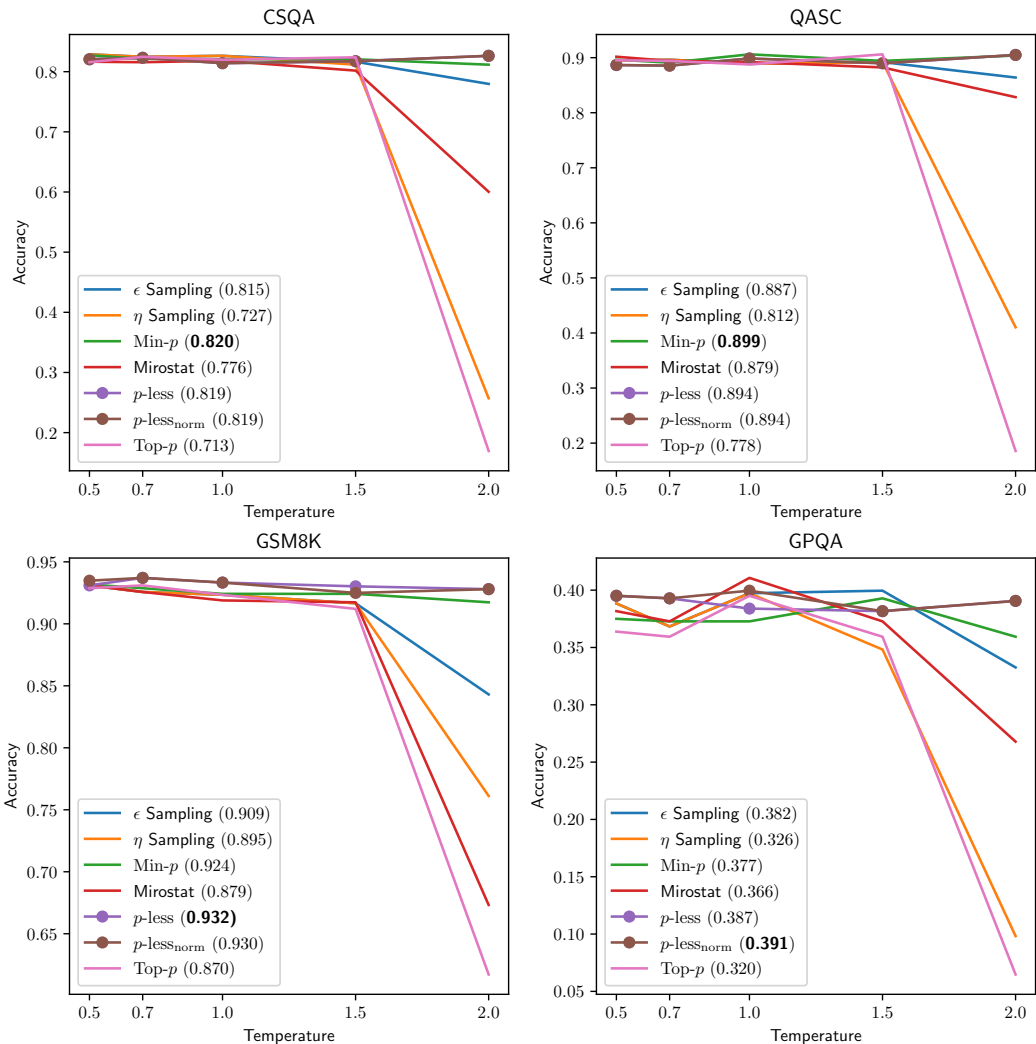 CSQA
0.8
0.7
0.6
0.5
0.4
0.3
0.2
Accuracy
ϵ Sampling (0.815)
η Sampling (0.727)
Min-p (0.820)
Mirostat (0.776)
p-less (0.819)
p-lessnorm (0.819)
Top-p (0.713)
0.5 0.7 1.0 1.5 2.0
Temperature
QASC
0.9
0.8
0.7
0.6
0.5
0.4
0.3
0.2
Accuracy
ϵ Sampling (0.887)
η Sampling (0.812)
Min-p (0.899)
Mirostat (0.879)
p-less (0.894)
p-lessnorm (0.894)
Top-p (0.778)
0.5 0.7 1.0 1.5 2.0
Temperature
GSM8K
0.95
0.90
0.85
0.80
0.75
0.70
0.65
Accuracy
ϵ Sampling (0.909)
η Sampling (0.895)
Min-p (0.924)
Mirostat (0.879)
p-less (0.932)
p-lessnorm (0.930)
Top-p (0.870)
0.5 0.7 1.0 1.5 2.0
Temperature
GPQA
0.40
0.35
0.30
0.25
0.20
0.15
0.10
0.05
Accuracy
ϵ Sampling (0.382)
η Sampling (0.326)
Min-p (0.377)
Mirostat (0.366)
p-less (0.387)
p-lessnorm (0.391)
Top-p (0.320)
0.5 0.7 1.0 1.5 2.0
Temperature